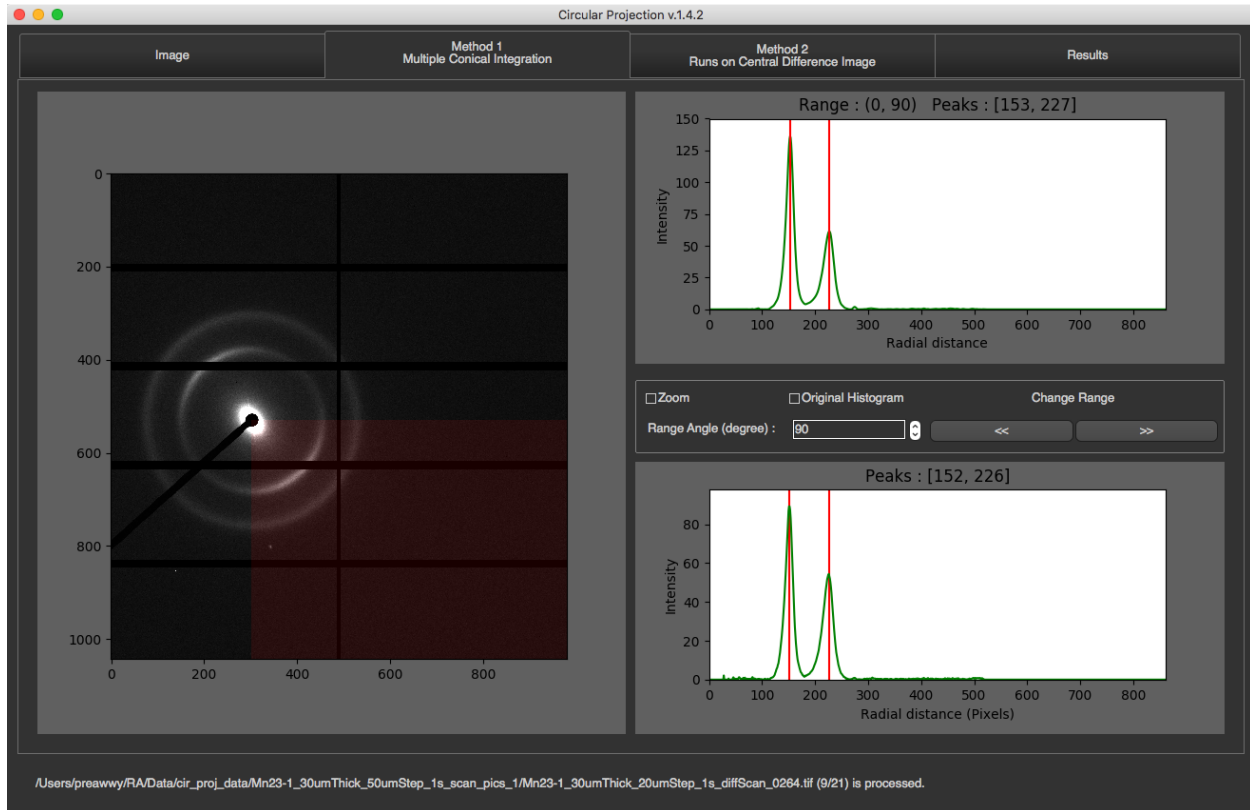 Circular Projection v.1.4.2
Image
Method 1
Multiple Conical Integration
Method 2
Runs on Central Difference Image
Results
0
200
400
600
800
1000
0
200
400
600
800
Range : (0, 90) Peaks : [153, 227]
Intensity
150
125
100
75
50
25
0
0
100
200
300
400
500
600
700
800
Radial distance
Zoom
Original Histogram
Change Range
Range Angle (degree) :
90
<<
>>
Peaks : [152, 226]
Intensity
80
60
40
20
0
0
100
200
300
400
500
600
700
800
Radial distance (Pixels)
/Users/preawwy/RA/Data/cir_proj_data/Mn23-1_30umThick_50umStep_1s_scan_pics_1/Mn23-1_30umThick_20umStep_1s_diffScan_0264.tif (9/21) is processed.